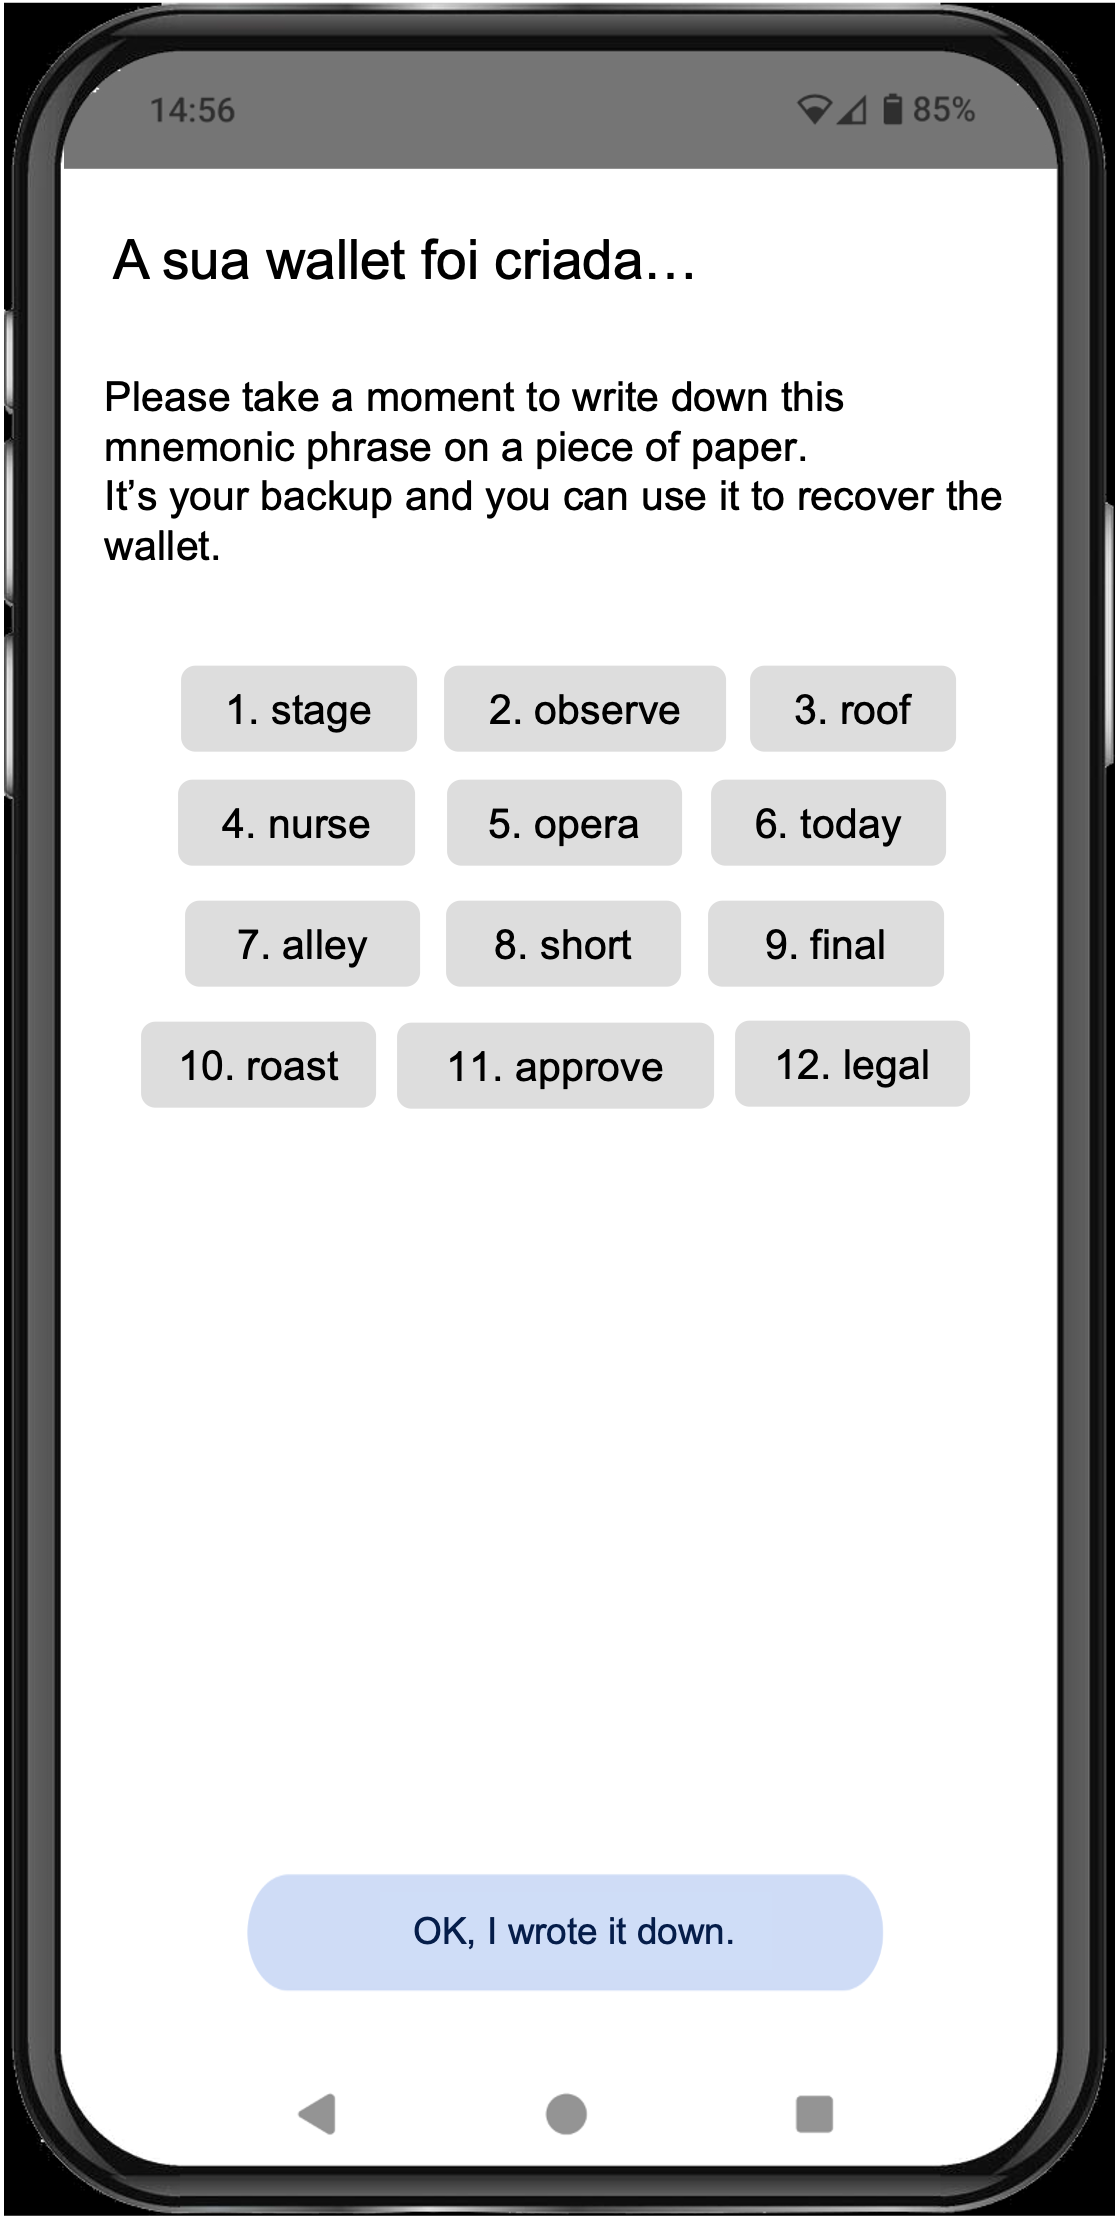 14:56 85%
A sua wallet foi criada…
Please take a moment to write down this
mnemonic phrase on a piece of paper.
It’s your backup and you can use it to recover the
wallet.
1. stage 2. observe 3. roof
4. nurse 5. opera 6. today
7. alley 8. short 9. final
10. roast 11. approve 12. legal
OK, I wrote it down.